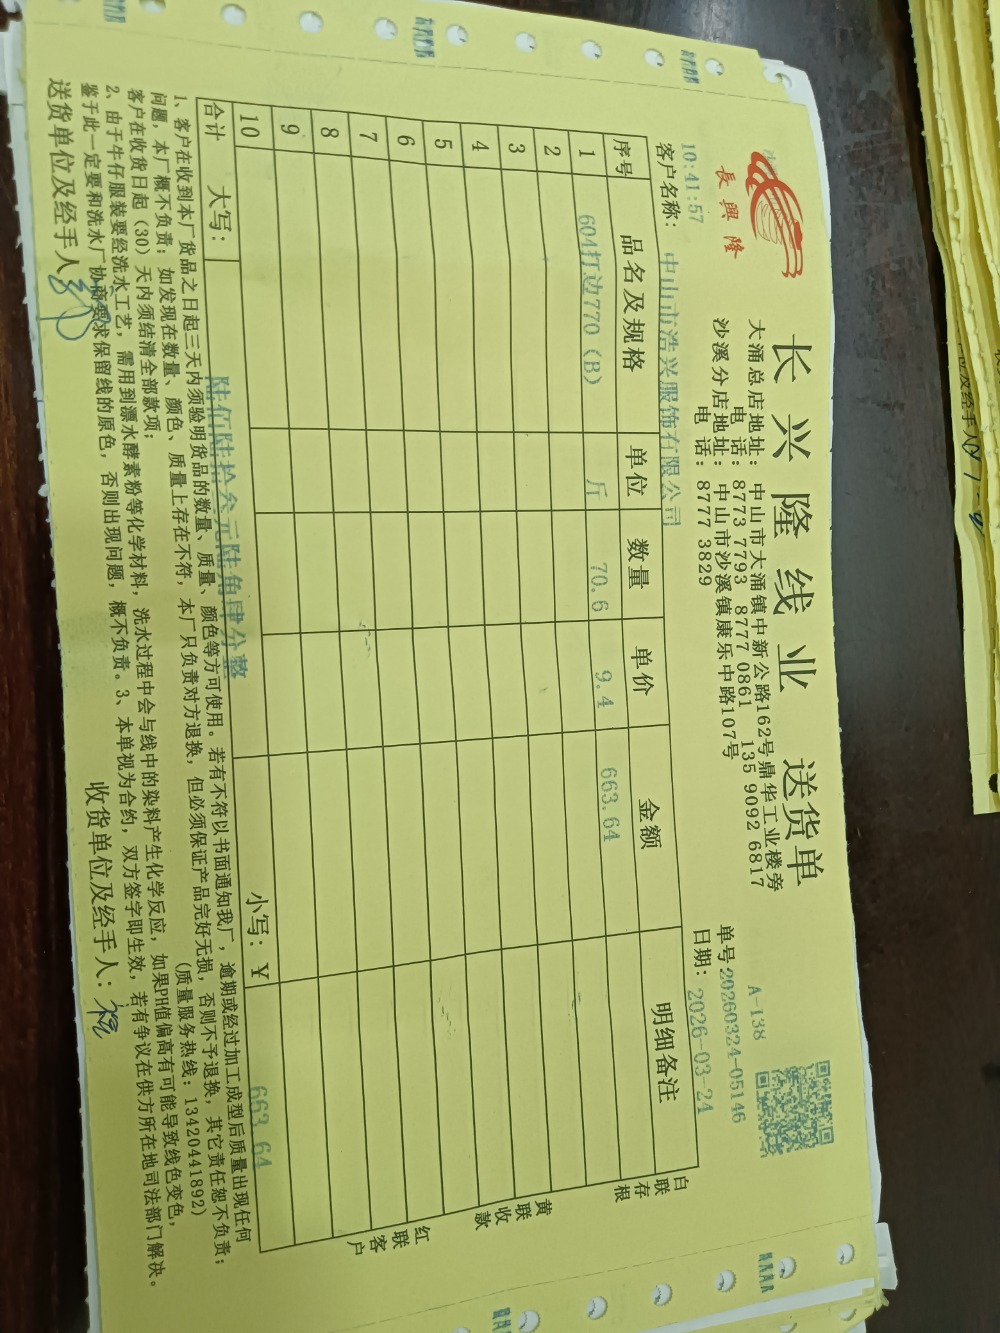 長興隆
长兴隆线业 送货单
大涌总店地址: 中山市大涌镇中新公路162号鼎华工业楼旁
电 话: 8773 7793 8777 0861 135 9092 6817
沙溪分店地址: 中山市沙溪镇康乐中路107号
电 话: 8777 3829
A-138
单号:20260324-05146
日期: 2026-03-24
10:41:57
客户名称: 中山市浩兴服饰有限公司
序号 品名及规格 单位 数量 单价 金额 明细备注
1 604打边770 (B) 斤 70.6 9.4 663.64
2
3
4
5
6
7
8
9
10
合计 大写: 陆佰陆拾叁元陆角肆分整 小写: ¥ 663.64
白联存根
黄联收款
红联客户
1、客户在收到本厂货品之日起三天内须验明货品的数量、质量、颜色等方可使用。若有不符以书面通知我厂，逾期或经过加工成型后质量出现任何
问题，本厂概不负责；如发现在数量、颜色、质量上存在不符，本厂只负责对方退换，但必须保证产品完好无损，否则不予退换，其它责任恕不负责；
客户在收货日起（30）天内须结清全部款项； (质量服务热线: 13420441892)
2、由于牛仔服装要经洗水工艺，需用到漂水酵素粉等化学材料，洗水过程中会与线中的染料产生化学反应，如果PH值偏高有可能导致线色变色，
鉴于此一定要和洗水厂协商要求保留线的原色，否则出现问题，概不负责。3、本单视为合约，双方签字即生效，若有争议在供方所在地司法部门解决。
送货单位及经手人 收货单位及经手人: